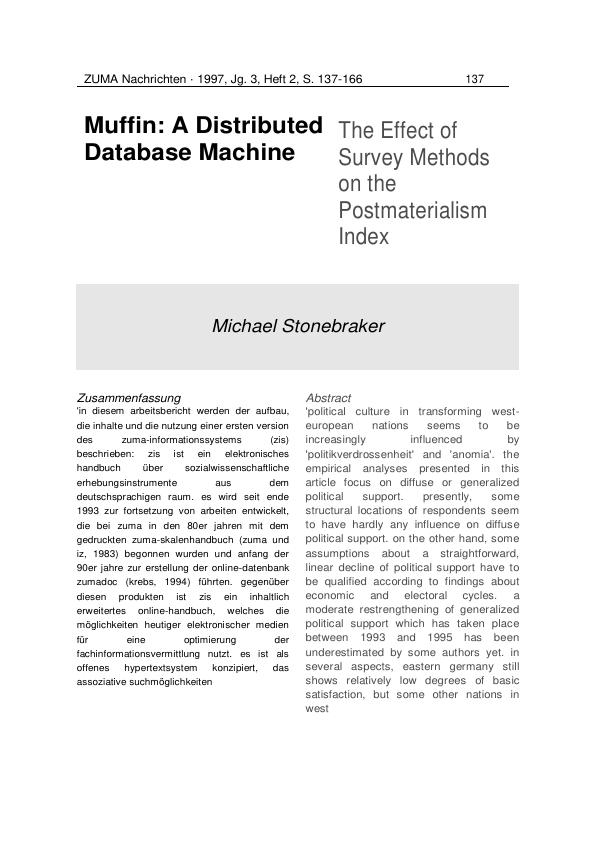 ZUMA Nachrichten · 1997, Jg. 3, Heft 2, S. 137-166 137
Muffin: A Distributed
Database Machine
The Effect of
Survey Methods
on the
Postmaterialism
Index
Michael Stonebraker
Zusammenfassung
'in diesem arbeitsbericht werden der aufbau,
die inhalte und die nutzung einer ersten version
des zuma-informationssystems (zis)
beschrieben: zis ist ein elektronisches
handbuch über sozialwissenschaftliche
erhebungsinstrumente aus dem
deutschsprachigen raum. es wird seit ende
1993 zur fortsetzung von arbeiten entwickelt,
die bei zuma in den 80er jahren mit dem
gedruckten zuma-skalenhandbuch (zuma und
iz, 1983) begonnen wurden und anfang der
90er jahre zur erstellung der online-datenbank
zumadoc (krebs, 1994) führten. gegenüber
diesen produkten ist zis ein inhaltlich
erweitertes online-handbuch, welches die
möglichkeiten heutiger elektronischer medien
für eine optimierung der
fachinformationsvermittlung nutzt. es ist als
offenes hypertextsystem konzipiert, das
assoziative suchmöglichkeiten
Abstract
'political culture in transforming west-
european nations seems to be
increasingly influenced by
'politikverdrossenheit' and 'anomia'. the
empirical analyses presented in this
article focus on diffuse or generalized
political support. presently, some
structural locations of respondents seem
to have hardly any influence on diffuse
political support. on the other hand, some
assumptions about a straightforward,
linear decline of political support have to
be qualified according to findings about
economic and electoral cycles. a
moderate restrengthening of generalized
political support which has taken place
between 1993 and 1995 has been
underestimated by some authors yet. in
several aspects, eastern germany still
shows relatively low degrees of basic
satisfaction, but some other nations in
west